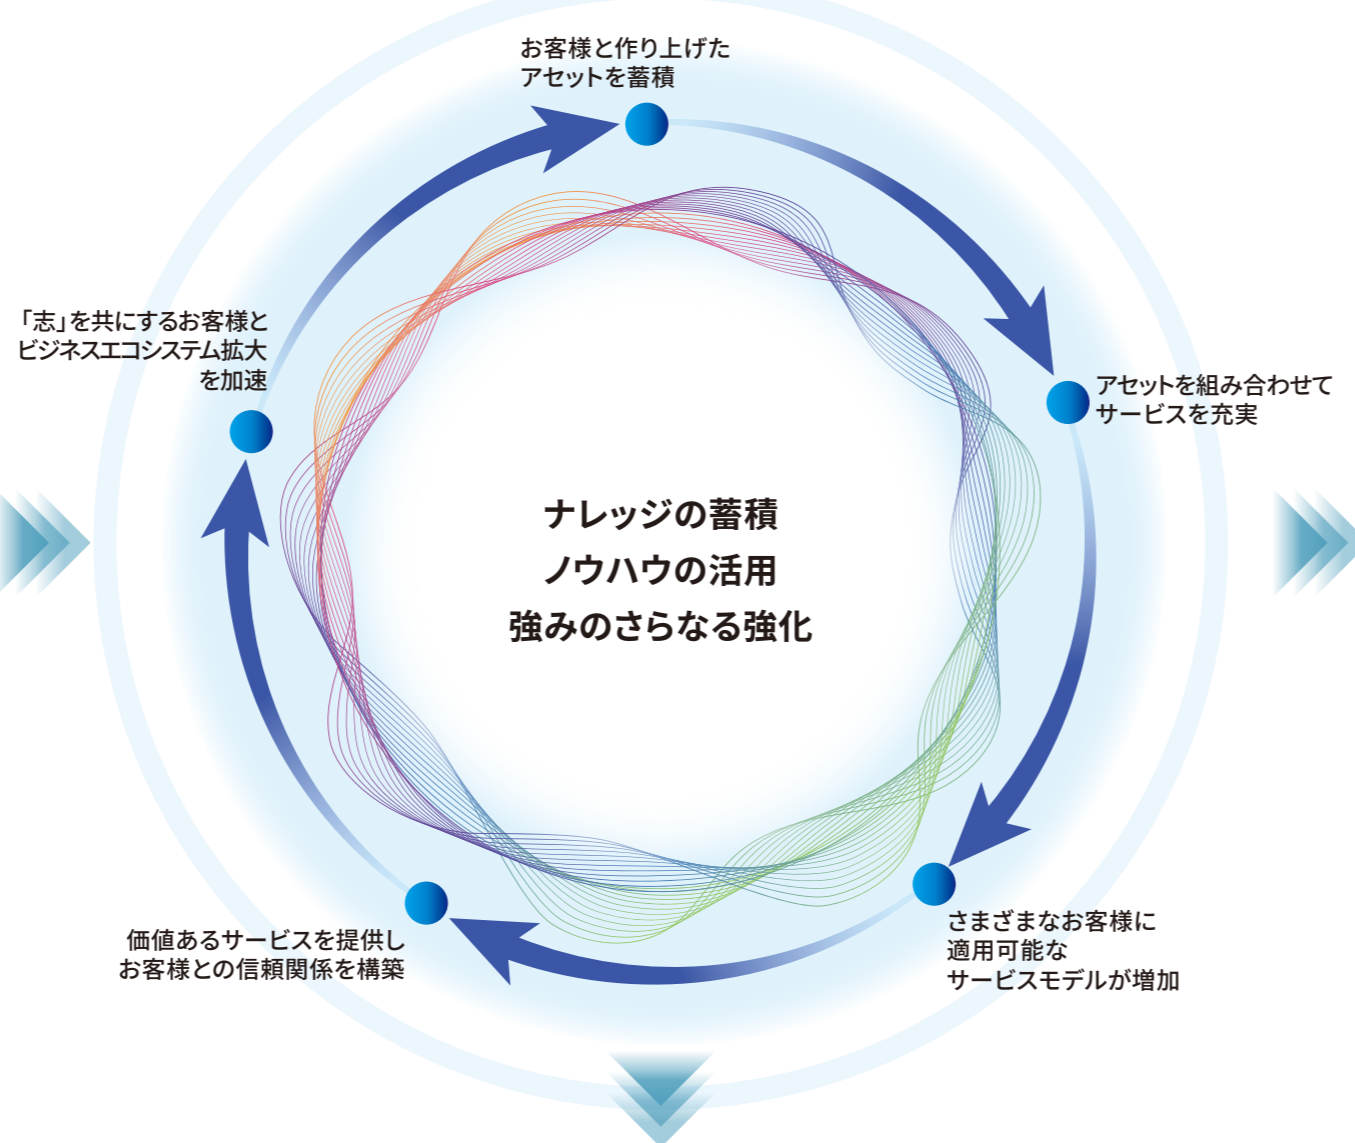 お客様と作り上げた
アセットを蓄積
「志」を共にするお客様と
ビジネスエコシステム拡大
を加速
アセットを組み合わせて
サービスを充実
ナレッジの蓄積
ノウハウの活用
強みのさらなる強化
さまざまなお客様に
適用可能な
サービスモデルが増加
価値あるサービスを提供し
お客様との信頼関係を構築